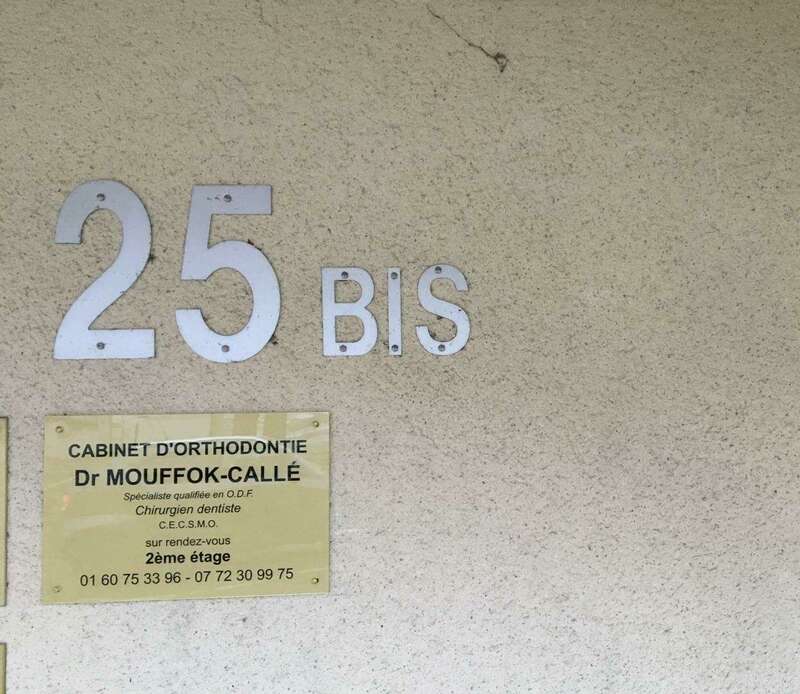 25 BIS
CABINET D'ORTHODONTIE
Dr MOUFFOK-CALLÉ
Spécialiste qualifiée en O.D.F.
Chirurgien dentiste
C.E.C.S.M.O.
sur rendez-vous
2ème étage
01 60 75 33 96 - 07 72 30 99 75